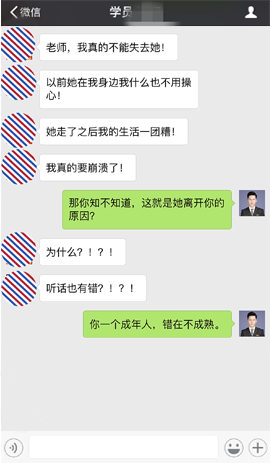 微信
学员
老师，我真的不能失去她！
以前她在我身边我什么也不用操
心！
她走了之后我的生活一团糟！
我真的要崩溃了！
那你知不知道，这就是她离开你的
原因？
为什么？！？！
听话也有错？！？！
你一个成年人，错在不成熟。